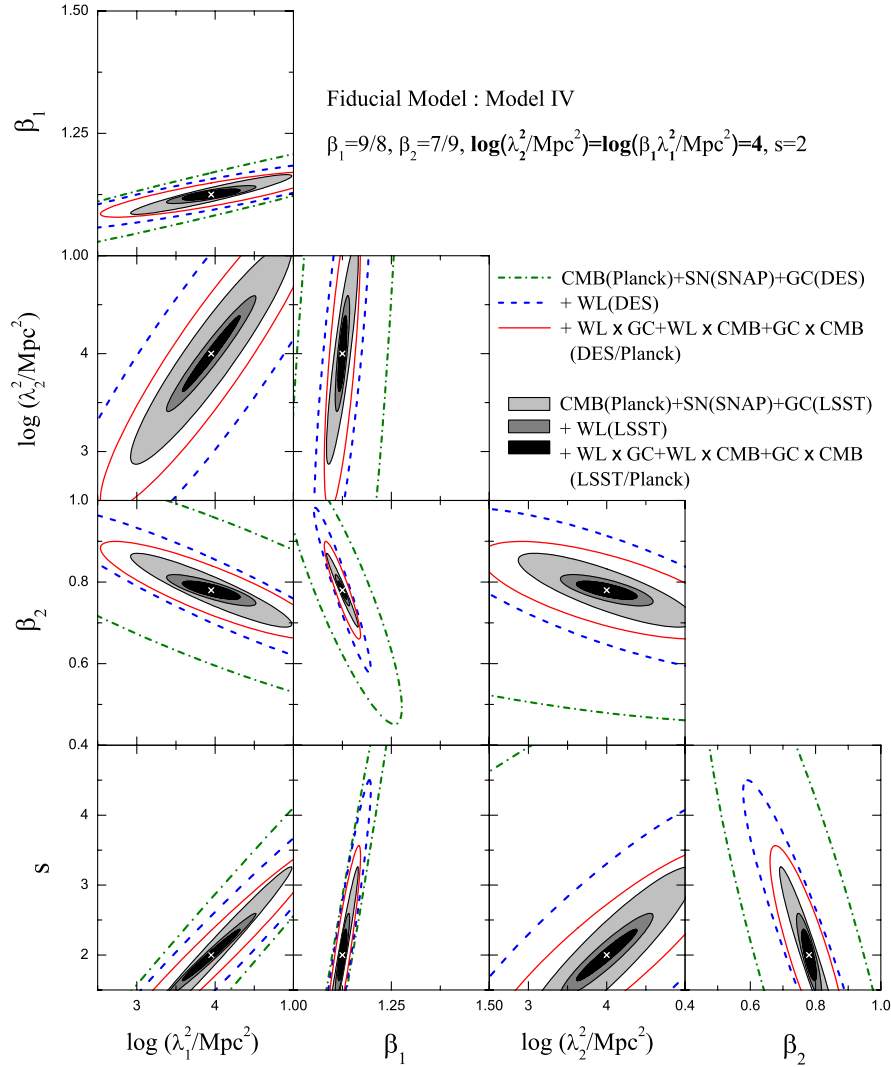 1.50
β₁
1.25
Fiducial Model : Model IV
β₁=9/8, β₂=7/9, log(λ₂²/Mpc²)=log(β₁λ₁²/Mpc²)=4, s=2
1.00
log (λ₂²/Mpc²)
4
3
CMB(Planck)+SN(SNAP)+GC(DES)
+ WL(DES)
+ WL x GC+WL x CMB+GC x CMB
(DES/Planck)
CMB(Planck)+SN(SNAP)+GC(LSST)
+ WL(LSST)
+ WL x GC+WL x CMB+GC x CMB
(LSST/Planck)
1.0
β₂
0.8
0.6
0.4
s
4
3
2
3 4 1.00 1.25 1.50 3 4 0.4 0.6 0.8 1.0
log (λ₁²/Mpc²) β₁ log (λ₂²/Mpc²) β₂